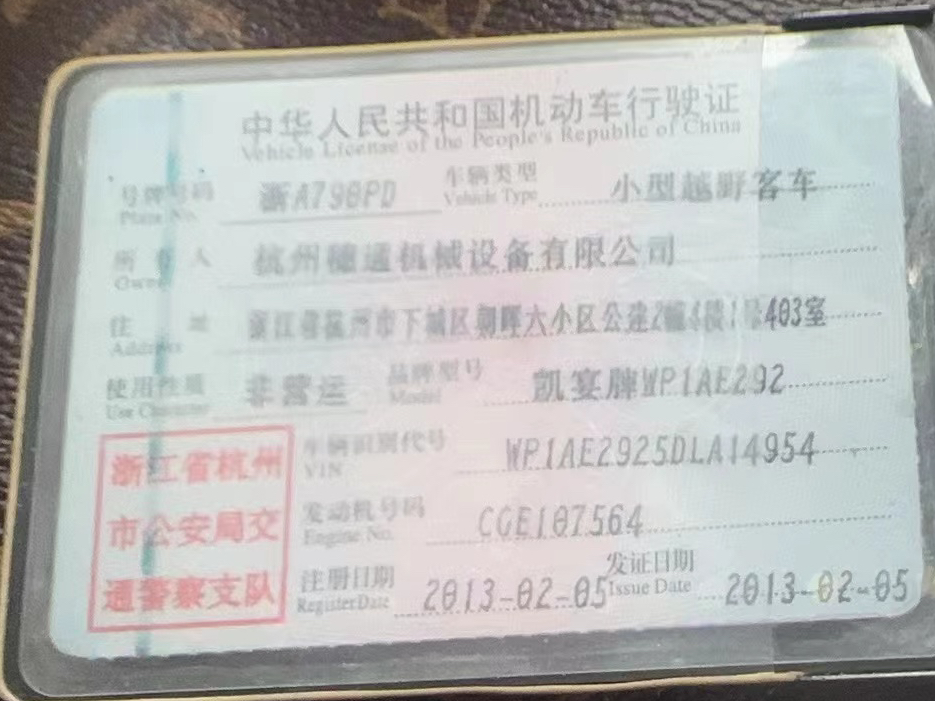 中华人民共和国机动车行驶证
Vehicle License of the People's Republic of China
号牌号码 浙A790PD 车辆类型 小型越野客车
Plate No. Vehicle Type
所有人 杭州穗通机械设备有限公司
Owner
住址 浙江省杭州市下城区朝晖六小区公建2幢4楼1号403室
Address
使用性质 非营运 品牌型号 凯宴牌WP1AE292
Use Character Model
浙江省杭州
市公安局交
通警察支队
车辆识别代号 WP1AE2925DLA14954
VIN
发动机号码 CGE107564
Engine No.
注册日期 2013-02-05 发证日期 2013-02-05
Register Date Issue Date